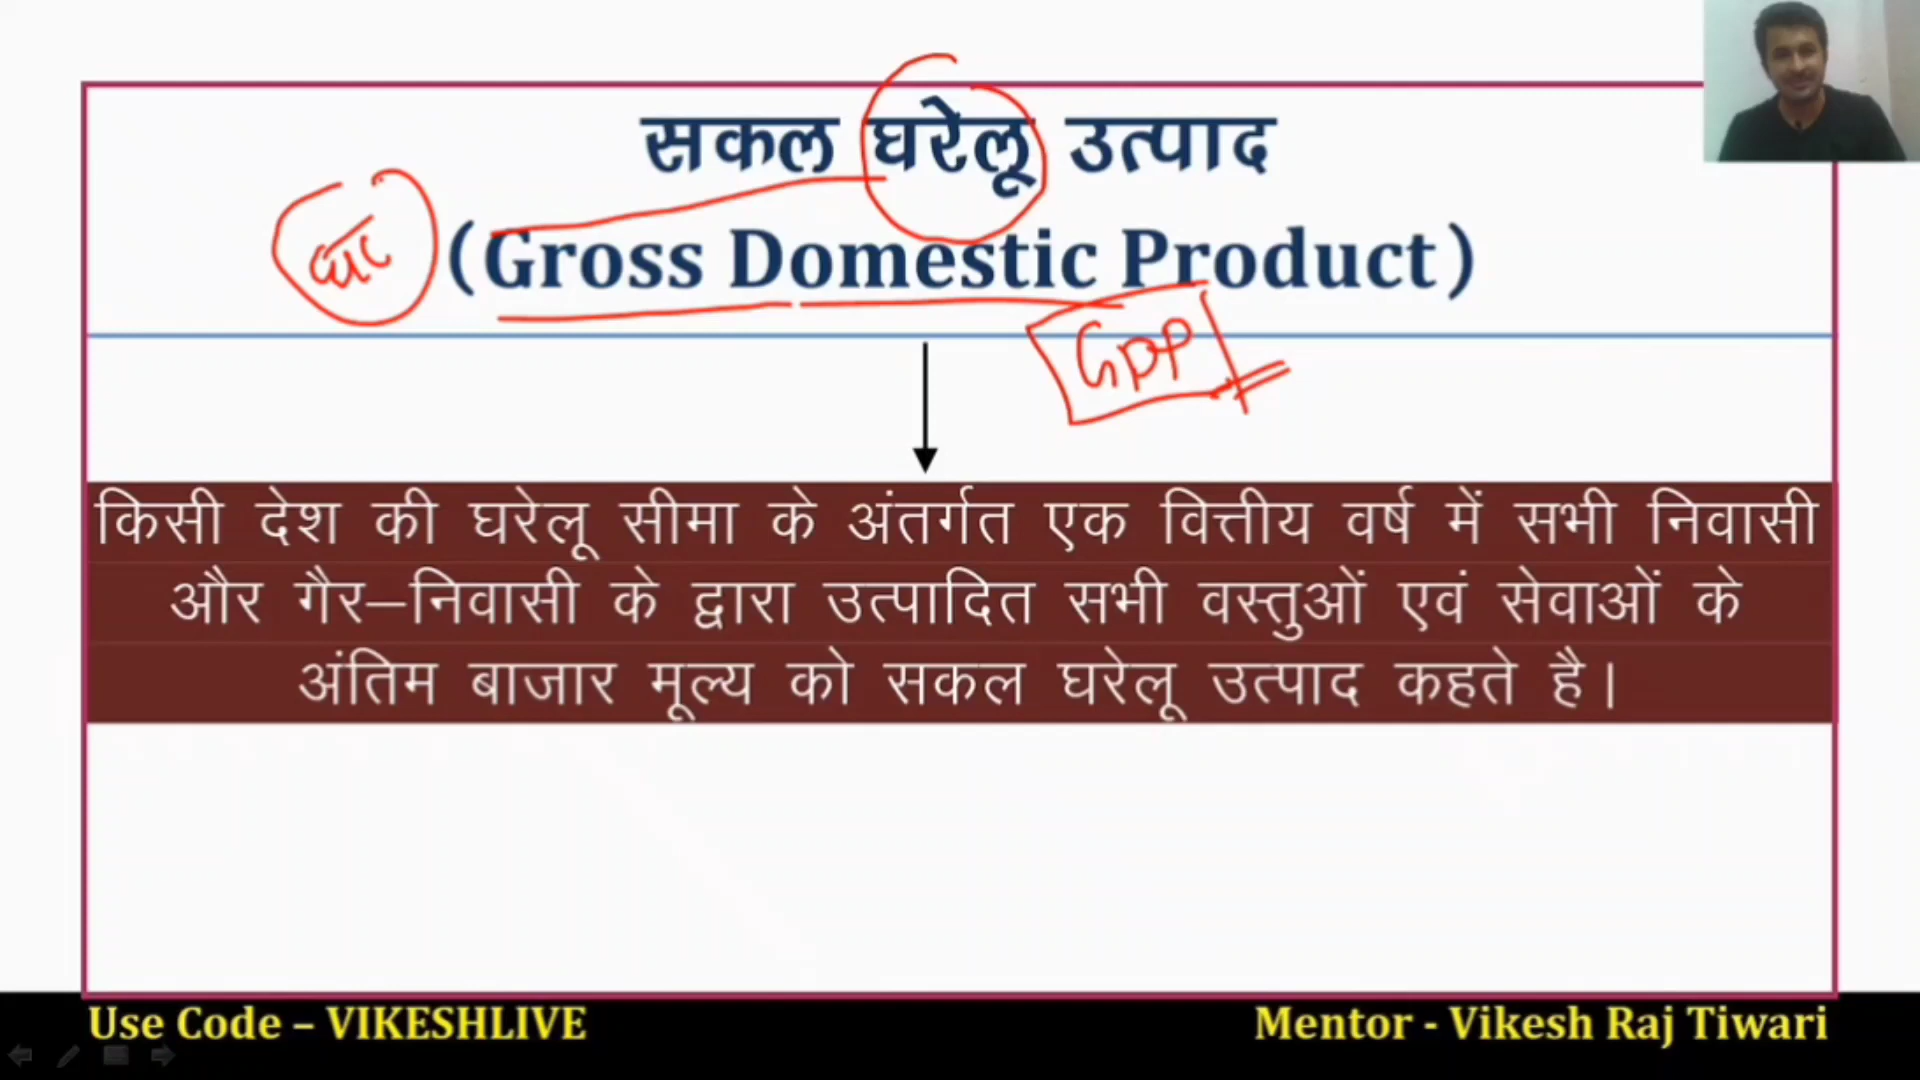 सकल घरेलू उत्पाद
(Gross Domestic Product)
GDP
किसी देश की घरेलू सीमा के अंतर्गत एक वित्तीय वर्ष में सभी निवासी
और गैर–निवासी के द्वारा उत्पादित सभी वस्तुओं एवं सेवाओं के
अंतिम बाजार मूल्य को सकल घरेलू उत्पाद कहते है।
Use Code – VIKESHLIVE
Mentor - Vikesh Raj Tiwari